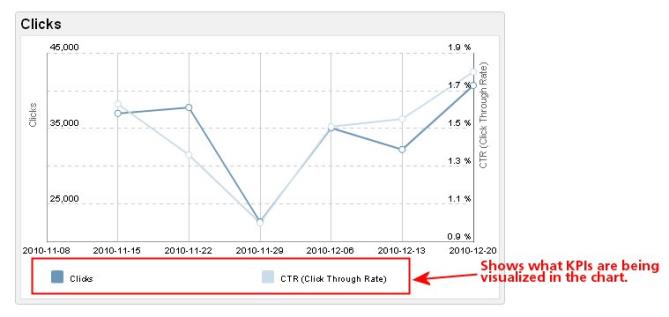 Clicks
45,000
1.9 %
1.7 %
Clicks
35,000
1.5 %
CTR (Click Through Rate)
1.3 %
25,000
1.1 %
0.9 %
2010-11-08 2010-11-15 2010-11-22 2010-11-29 2010-12-06 2010-12-13 2010-12-20
Clicks CTR (Click Through Rate)
Shows what KPIs are being
visualized in the chart.